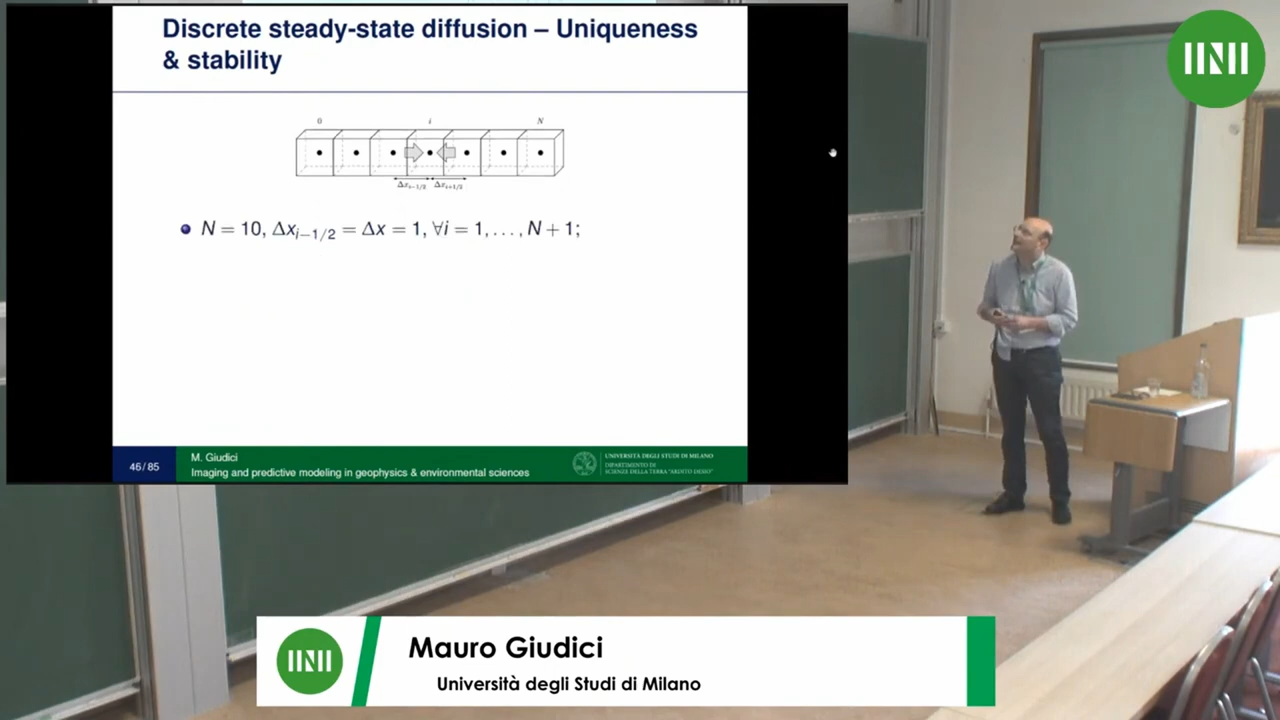 Discrete steady-state diffusion – Uniqueness
& stability
0 i N
Δx_{i−1/2} Δx_{i+1/2}
N = 10, Δx_{i−1/2} = Δx = 1, ∀i = 1, . . . , N + 1;
46/85
M. Giudici
Imaging and predictive modeling in geophysics & environmental sciences
UNIVERSITÀ DEGLI STUDI DI MILANO
DIPARTIMENTO DI
SCIENZE DELLA TERRA "ARDITO DESIO"
INI
INI
Mauro Giudici
Università degli Studi di Milano